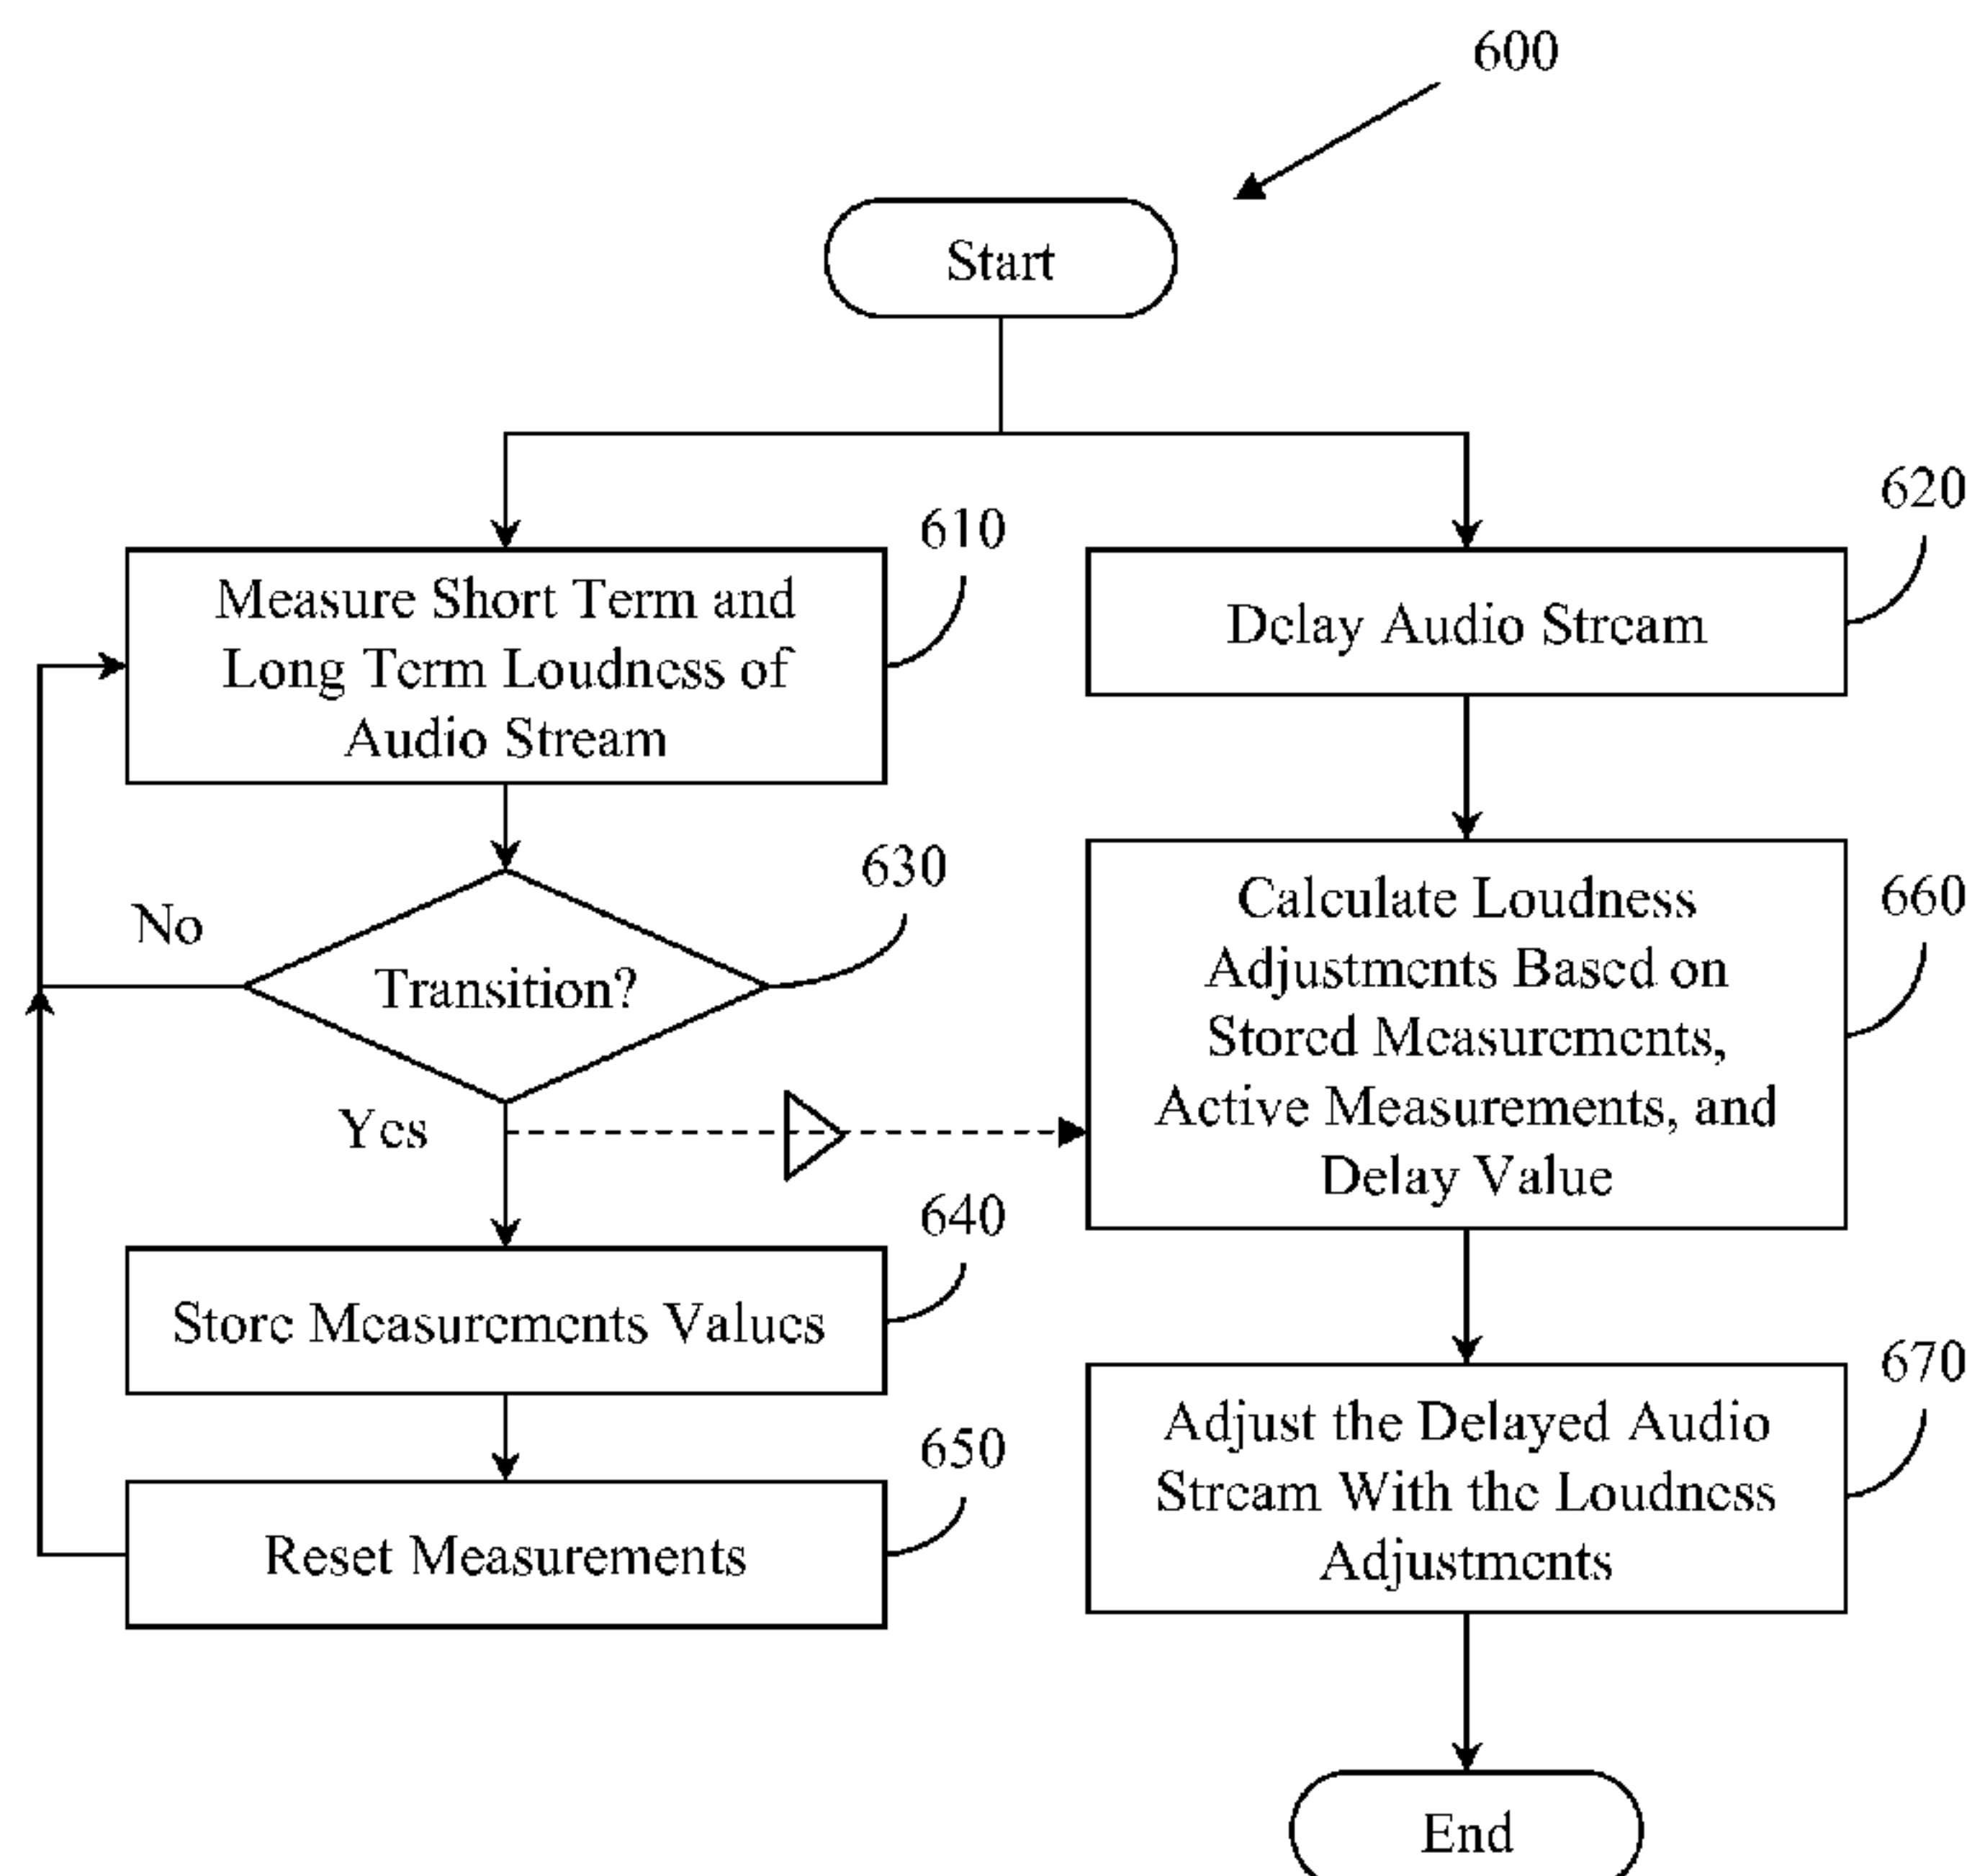 600
Start
610
Measure Short Term and
Long Term Loudness of
Audio Stream
620
Delay Audio Stream
630
Transition?
No
Yes
660
Calculate Loudness
Adjustments Based on
Stored Measurements,
Active Measurements, and
Delay Value
640
Store Measurements Values
650
Reset Measurements
670
Adjust the Delayed Audio
Stream With the Loudness
Adjustments
End